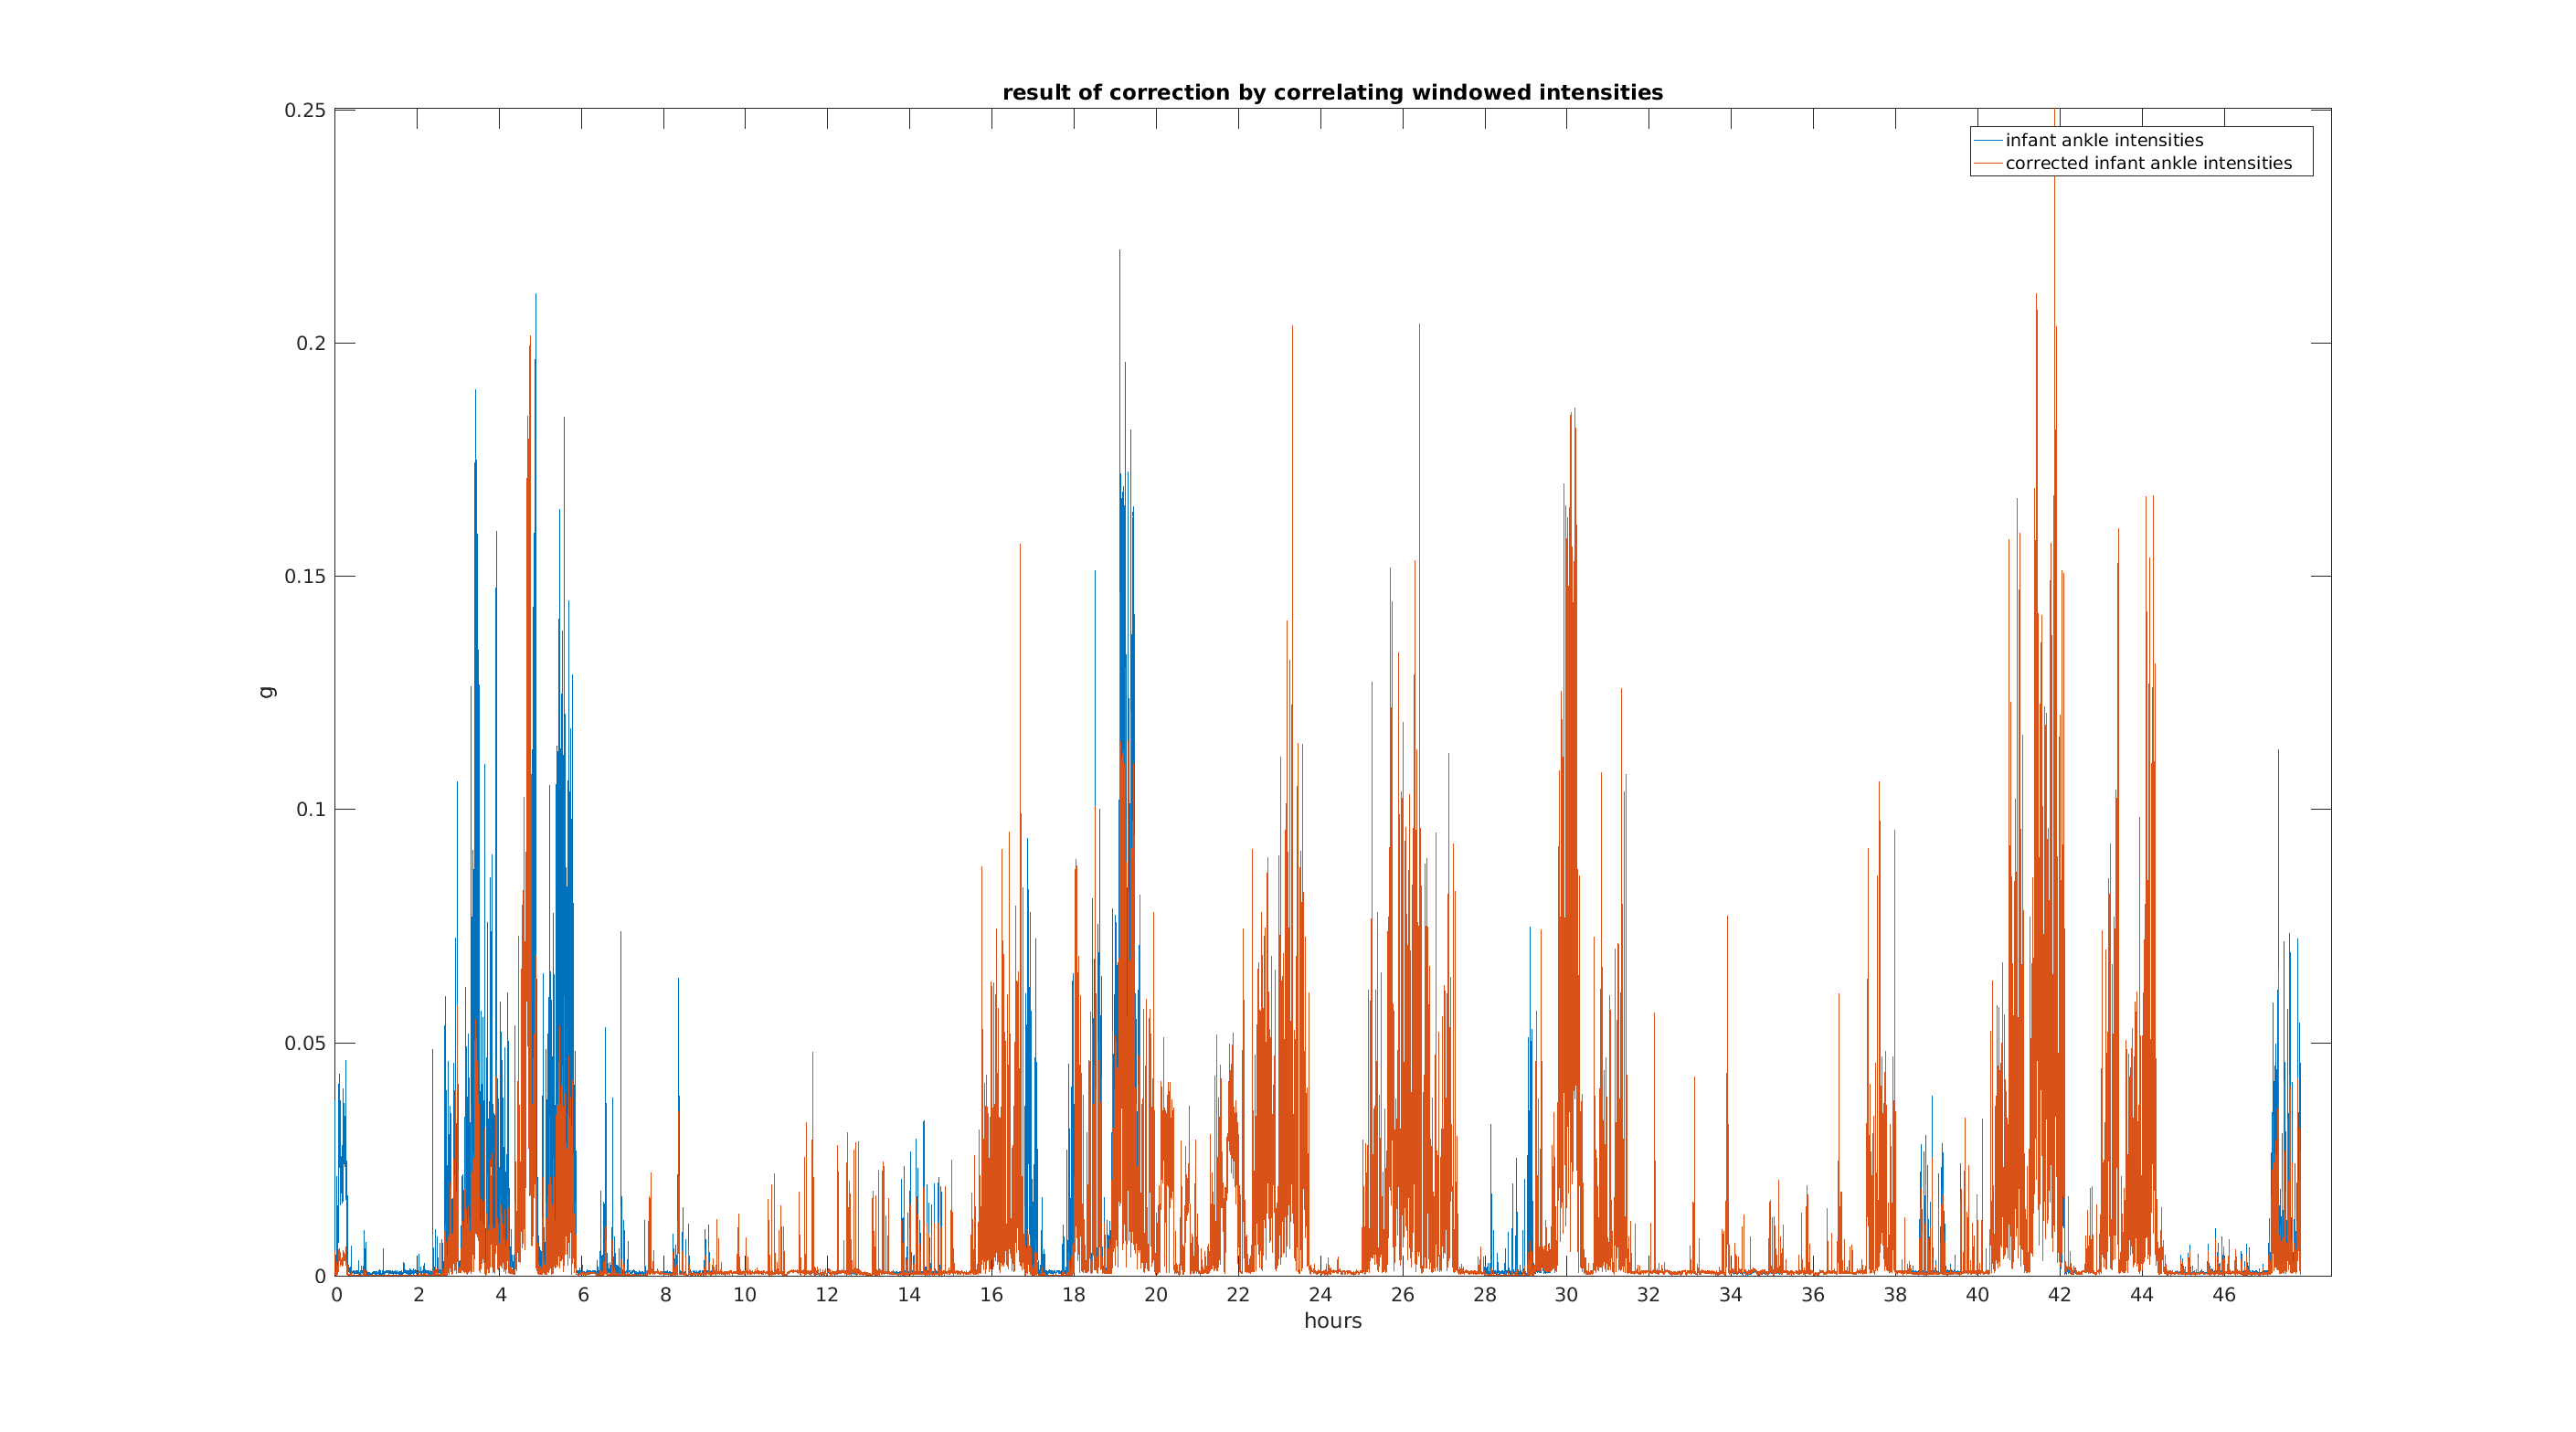 result of correction by correlating windowed intensities
0.25
infant ankle intensities
corrected infant ankle intensities
0.2
0.15
g
0.1
0.05
0
0 2 4 6 8 10 12 14 16 18 20 22 24 26 28 30 32 34 36 38 40 42 44 46
hours